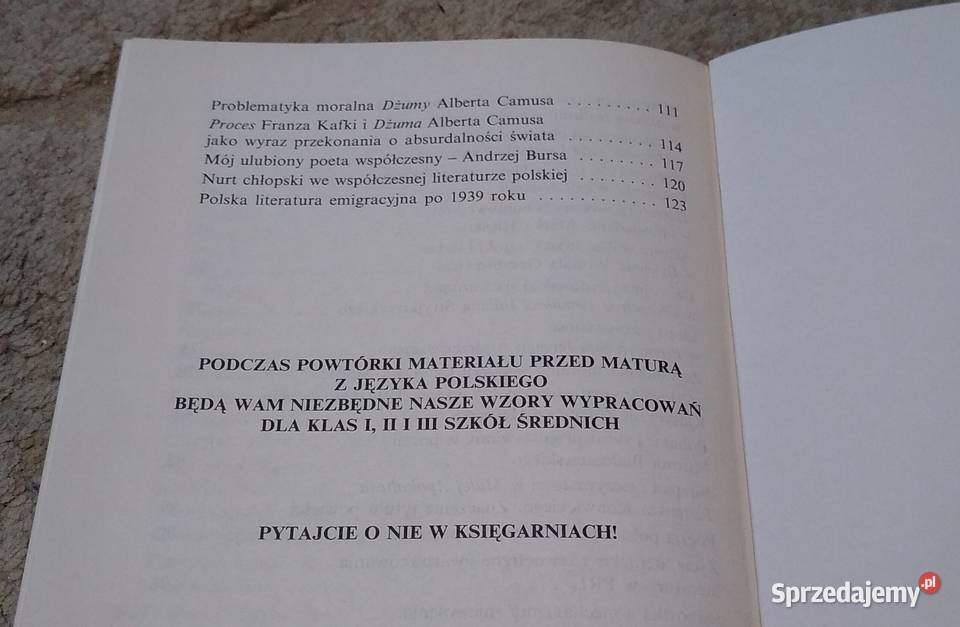 Problematyka moralna Dżumy Alberta Camusa . . . . . . . . . 111
Proces Franza Kafki i Dżuma Alberta Camusa
jako wyraz przekonania o absurdalności świata . . . . . . . . . 114
Mój ulubiony poeta współczesny – Andrzej Bursa . . . . . . . . 117
Nurt chłopski we współczesnej literaturze polskiej . . . . . . . . 120
Polska literatura emigracyjna po 1939 roku . . . . . . . . . . . . 123
PODCZAS POWTÓRKI MATERIAŁU PRZED MATURĄ
Z JĘZYKA POLSKIEGO
BĘDĄ WAM NIEZBĘDNE NASZE WZORY WYPRACOWAŃ
DLA KLAS I, II I III SZKÓŁ ŚREDNICH
PYTAJCIE O NIE W KSIĘGARNIACH!
Sprzedajemy.pl